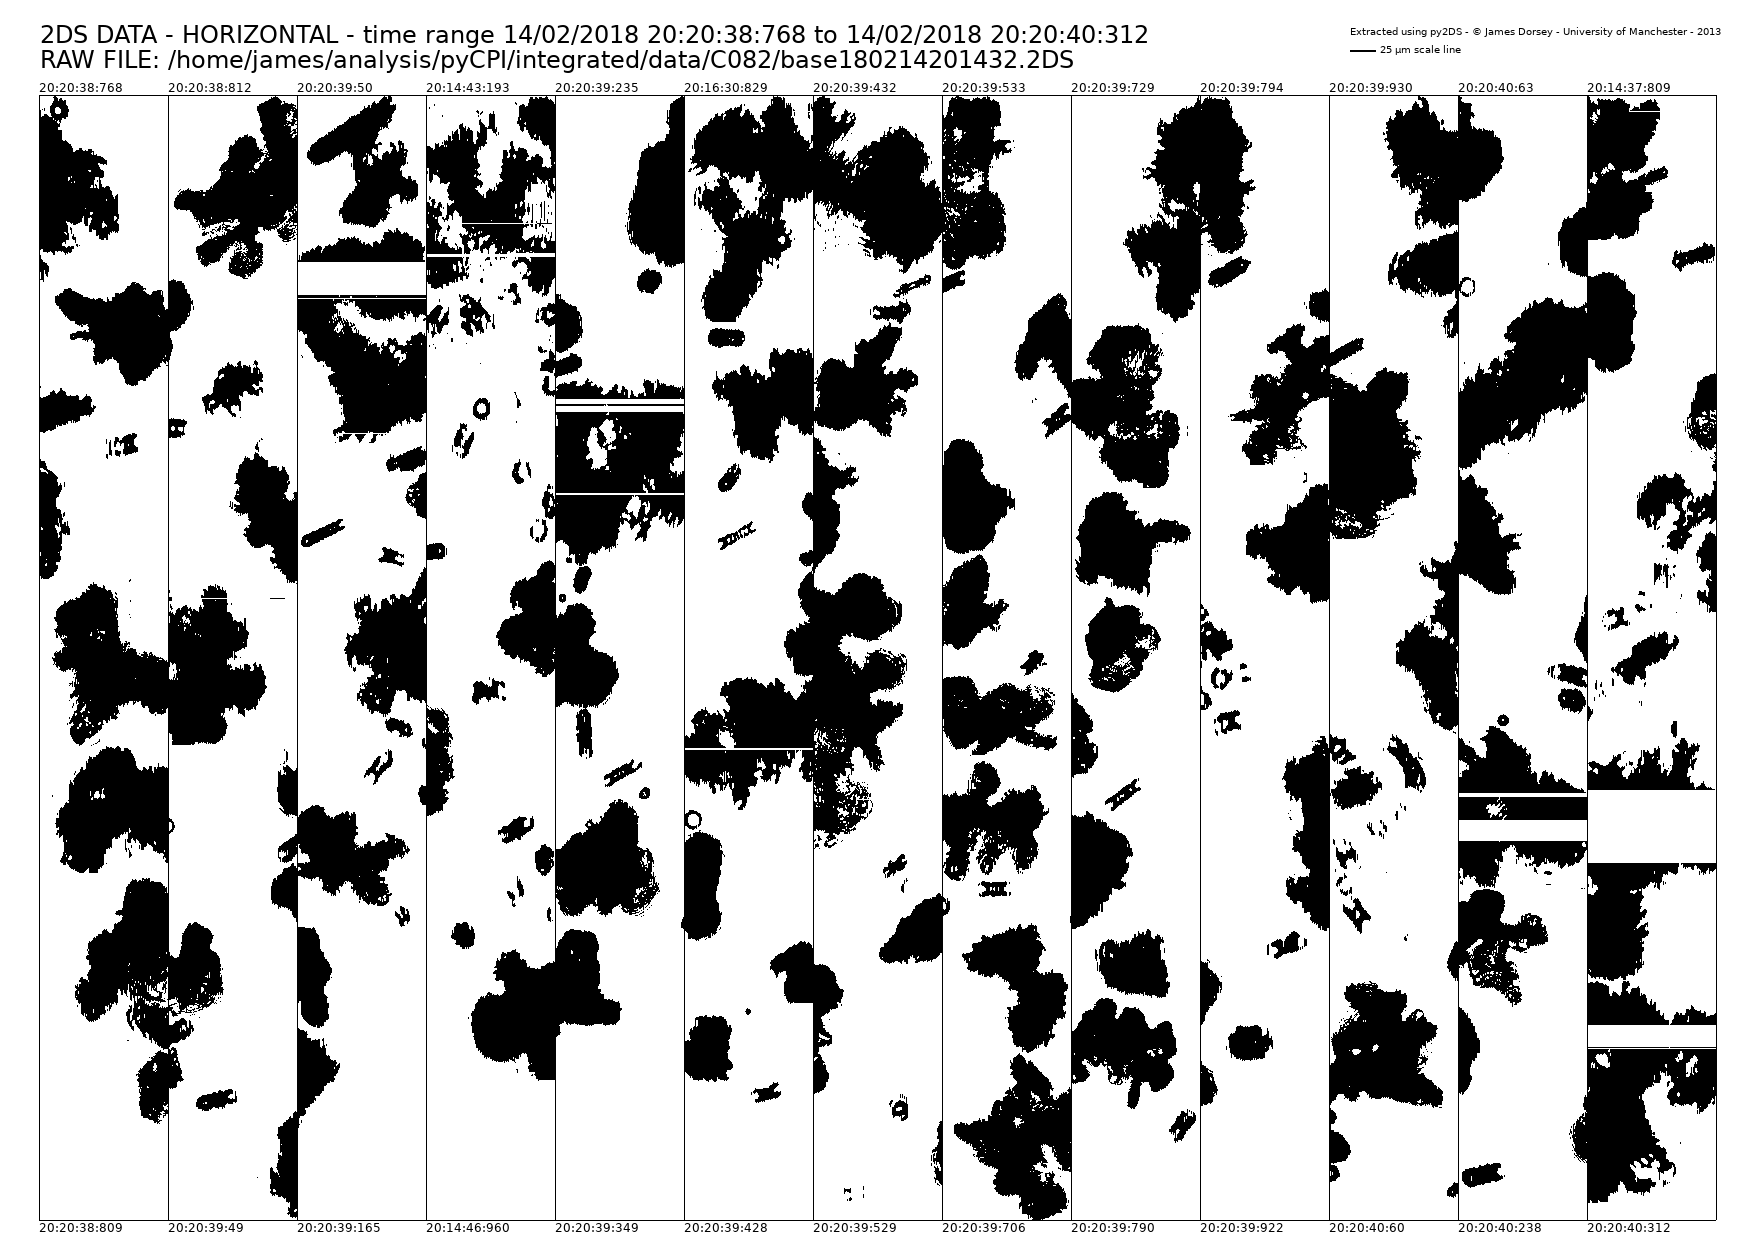 2DS DATA - HORIZONTAL - time range 14/02/2018 20:20:38:768 to 14/02/2018 20:20:40:312
RAW FILE: /home/james/analysis/pyCPI/integrated/data/C082/base180214201432.2DS
Extracted using py2DS - © James Dorsey - University of Manchester - 2013
25 µm scale line
20:20:38:768 20:20:38:812 20:20:39:50 20:14:43:193 20:20:39:235 20:16:30:829 20:20:39:432 20:20:39:533 20:20:39:729 20:20:39:794 20:20:39:930 20:20:40:63 20:14:37:809
20:20:38:809 20:20:39:49 20:20:39:165 20:14:46:960 20:20:39:349 20:20:39:428 20:20:39:529 20:20:39:706 20:20:39:790 20:20:39:922 20:20:40:60 20:20:40:238 20:20:40:312